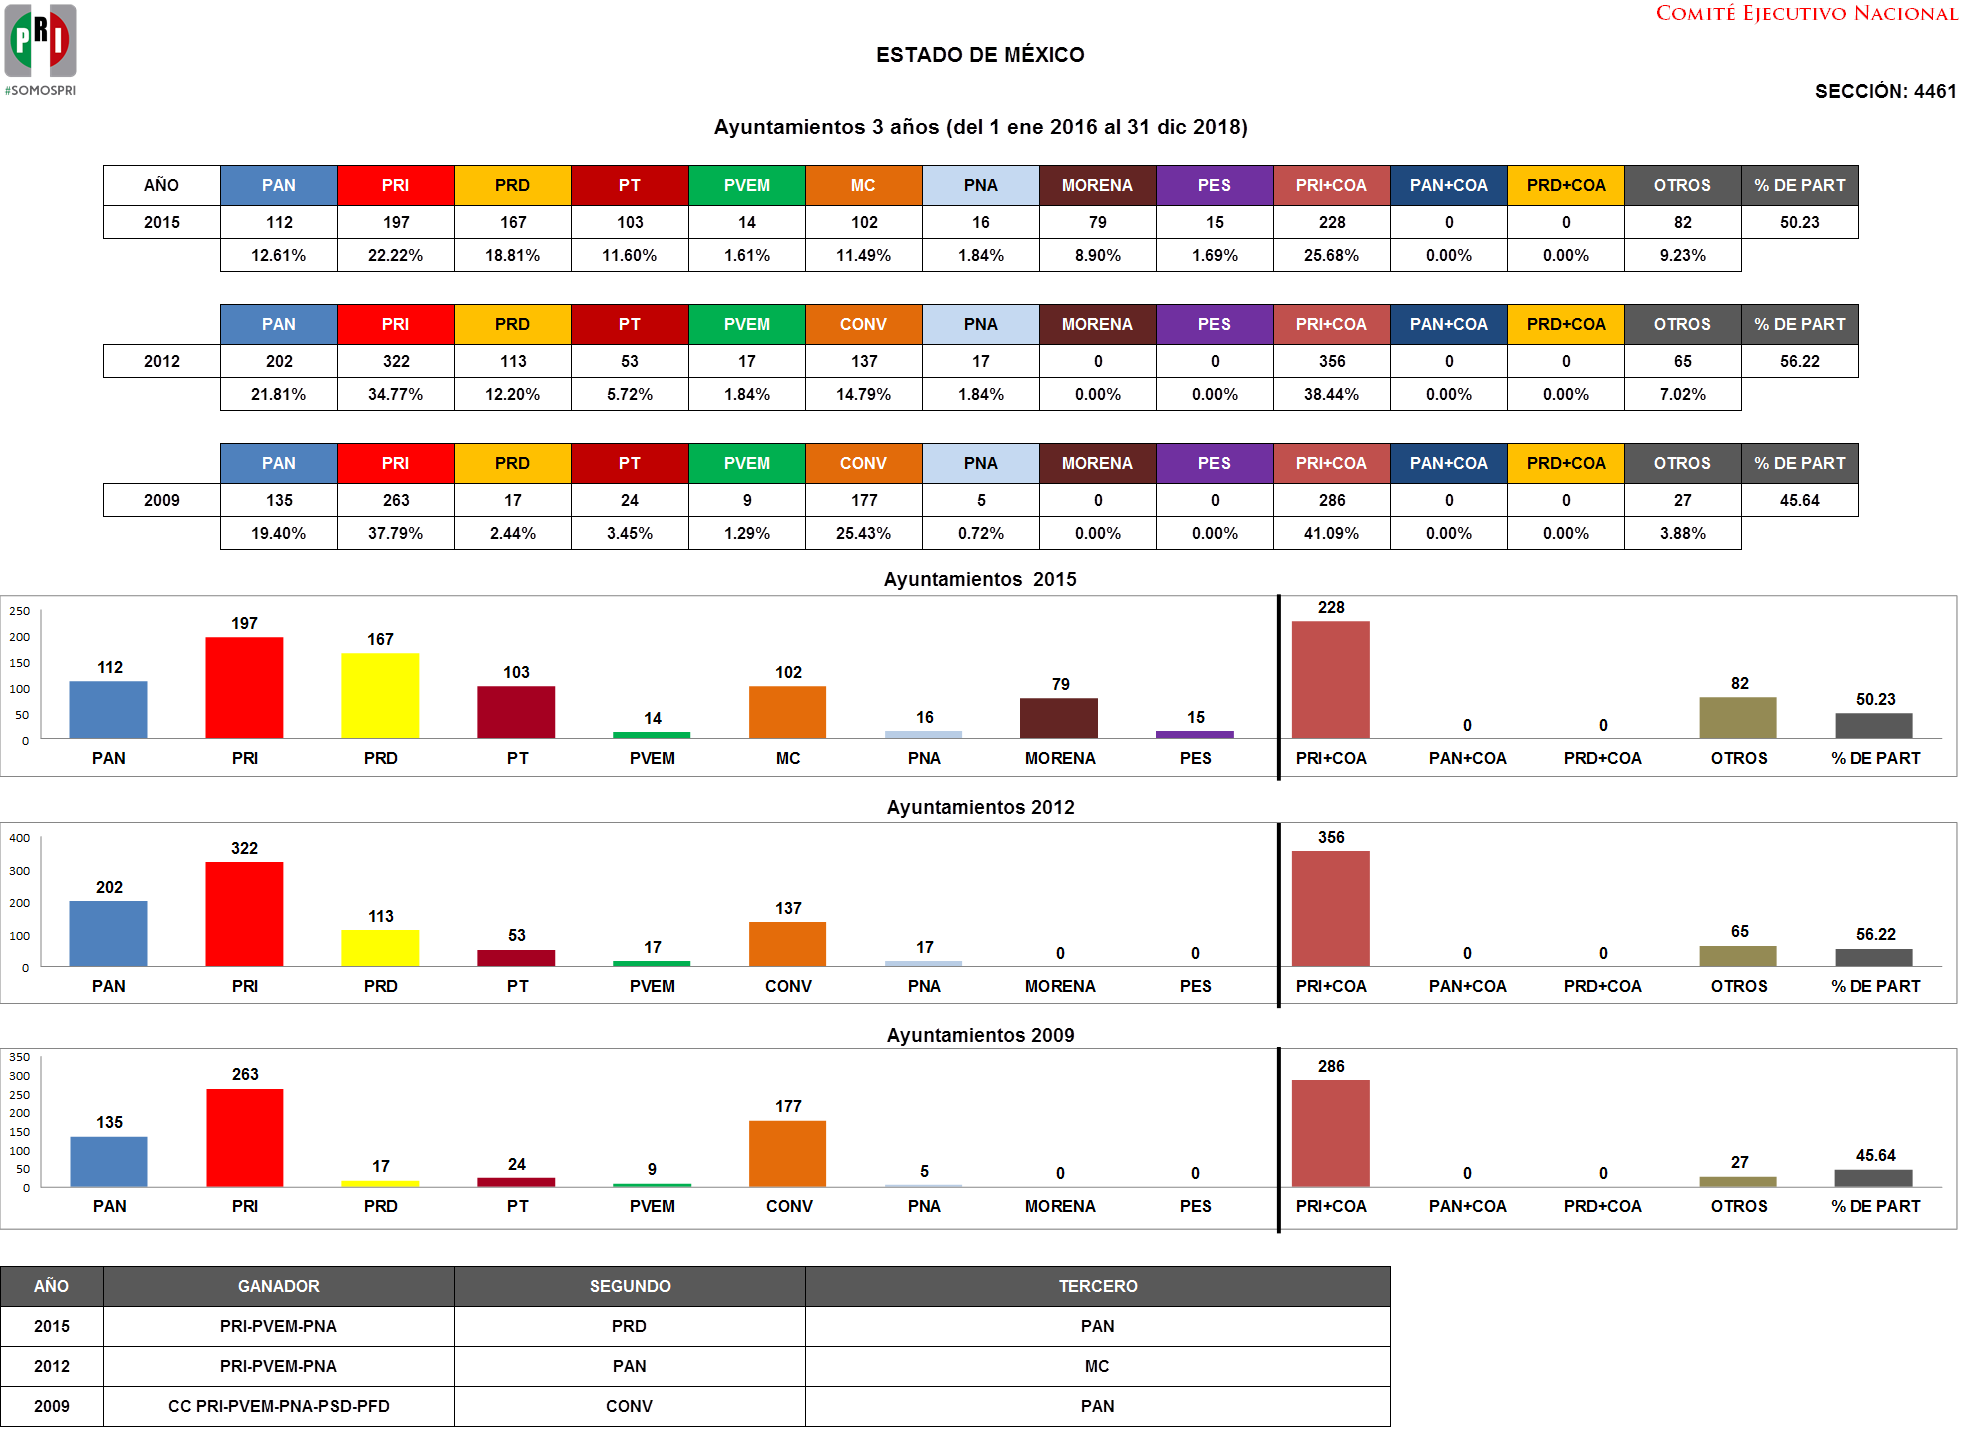 PRI
#SOMOSPRI
COMITÉ EJECUTIVO NACIONAL
ESTADO DE MÉXICO
SECCIÓN: 4461
Ayuntamientos 3 años (del 1 ene 2016 al 31 dic 2018)
AÑO PAN PRI PRD PT PVEM MC PNA MORENA PES PRI+COA PAN+COA PRD+COA OTROS % DE PART
2015 112 197 167 103 14 102 16 79 15 228 0 0 82 50.23
12.61% 22.22% 18.81% 11.60% 1.61% 11.49% 1.84% 8.90% 1.69% 25.68% 0.00% 0.00% 9.23%
PAN PRI PRD PT PVEM CONV PNA MORENA PES PRI+COA PAN+COA PRD+COA OTROS % DE PART
2012 202 322 113 53 17 137 17 0 0 356 0 0 65 56.22
21.81% 34.77% 12.20% 5.72% 1.84% 14.79% 1.84% 0.00% 0.00% 38.44% 0.00% 0.00% 7.02%
PAN PRI PRD PT PVEM CONV PNA MORENA PES PRI+COA PAN+COA PRD+COA OTROS % DE PART
2009 135 263 17 24 9 177 5 0 0 286 0 0 27 45.64
19.40% 37.79% 2.44% 3.45% 1.29% 25.43% 0.72% 0.00% 0.00% 41.09% 0.00% 0.00% 3.88%
Ayuntamientos 2015
250
200
150
100
50
0
112 197 167 103 14 102 16 79 15 228 0 0 82 50.23
PAN PRI PRD PT PVEM MC PNA MORENA PES PRI+COA PAN+COA PRD+COA OTROS % DE PART
Ayuntamientos 2012
400
300
200
100
0
202 322 113 53 17 137 17 0 0 356 0 0 65 56.22
PAN PRI PRD PT PVEM CONV PNA MORENA PES PRI+COA PAN+COA PRD+COA OTROS % DE PART
Ayuntamientos 2009
350
300
250
200
150
100
50
0
135 263 17 24 9 177 5 0 0 286 0 0 27 45.64
PAN PRI PRD PT PVEM CONV PNA MORENA PES PRI+COA PAN+COA PRD+COA OTROS % DE PART
AÑO GANADOR SEGUNDO TERCERO
2015 PRI-PVEM-PNA PRD PAN
2012 PRI-PVEM-PNA PAN MC
2009 CC PRI-PVEM-PNA-PSD-PFD CONV PAN